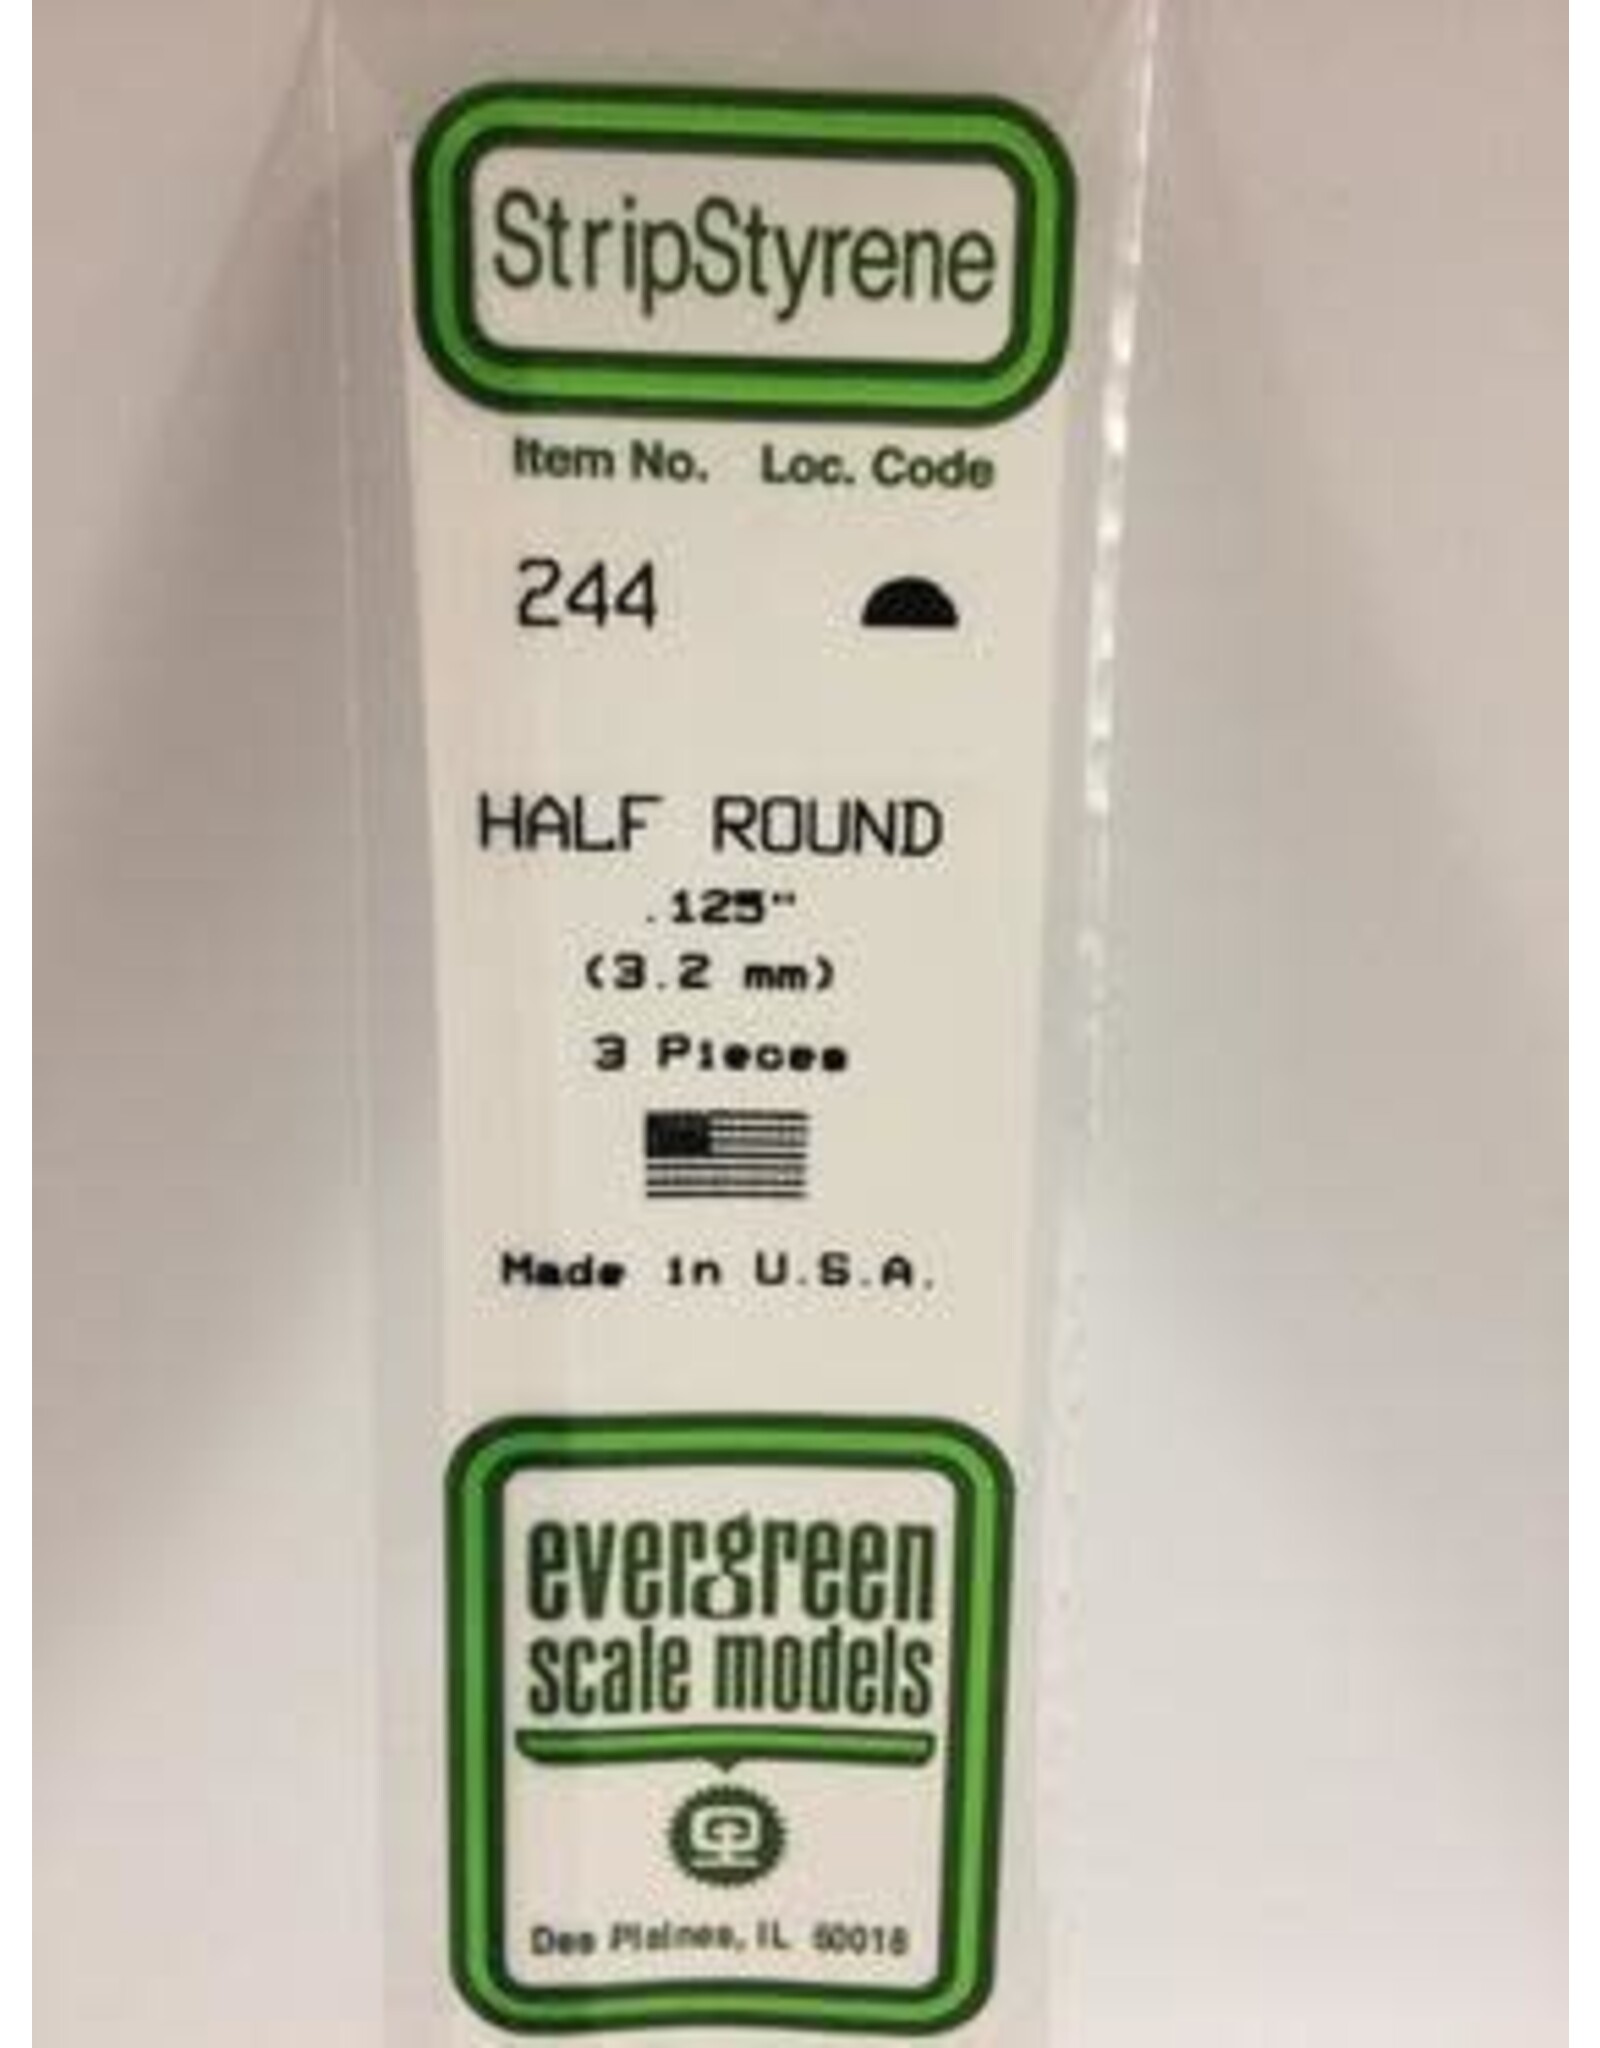 StripStyrene
Item No. Loc. Code
244
HALF ROUND
.125"
(3.2 mm)
3 Pieces
Made in U.S.A.
evergreen
scale models
Des Plaines, IL 60018